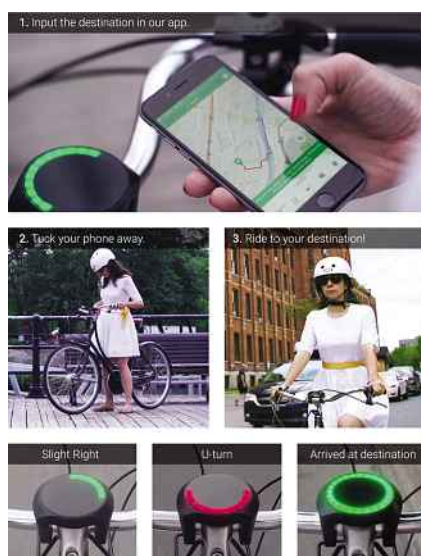 1. Input the destination in our app.
2. Tuck your phone away.
3. Ride to your destination!
Slight Right
U-turn
Arrived at destination